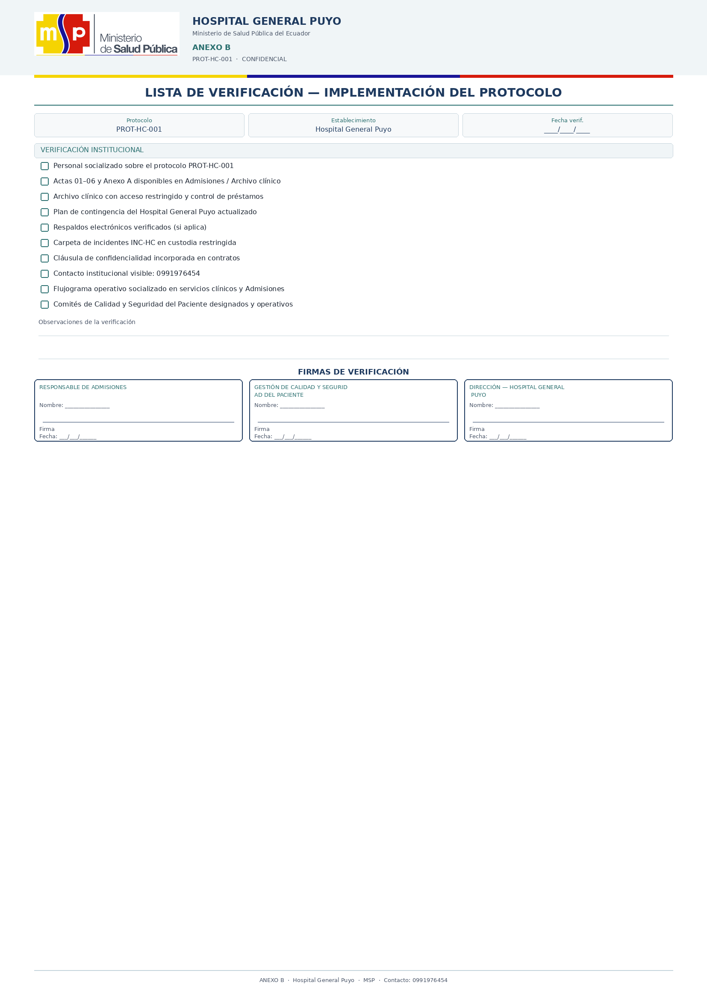 msp
Ministerio
de Salud Pública
HOSPITAL GENERAL PUYO
Ministerio de Salud Pública del Ecuador
ANEXO B
PROT-HC-001 · CONFIDENCIAL
LISTA DE VERIFICACIÓN — IMPLEMENTACIÓN DEL PROTOCOLO
Protocolo
PROT-HC-001
Establecimiento
Hospital General Puyo
Fecha verif.
____/____/____
VERIFICACIÓN INSTITUCIONAL
Personal socializado sobre el protocolo PROT-HC-001
Actas 01–06 y Anexo A disponibles en Admisiones / Archivo clínico
Archivo clínico con acceso restringido y control de préstamos
Plan de contingencia del Hospital General Puyo actualizado
Respaldos electrónicos verificados (si aplica)
Carpeta de incidentes INC-HC en custodia restringida
Cláusula de confidencialidad incorporada en contratos
Contacto institucional visible: 0991976454
Flujograma operativo socializado en servicios clínicos y Admisiones
Comités de Calidad y Seguridad del Paciente designados y operativos
Observaciones de la verificación
FIRMAS DE VERIFICACIÓN
RESPONSABLE DE ADMISIONES
Nombre: ________________
Firma
Fecha: ___/___/______
GESTIÓN DE CALIDAD Y SEGURID
AD DEL PACIENTE
Nombre: ________________
Firma
Fecha: ___/___/______
DIRECCIÓN — HOSPITAL GENERAL
PUYO
Nombre: ________________
Firma
Fecha: ___/___/______
ANEXO B · Hospital General Puyo · MSP · Contacto: 0991976454